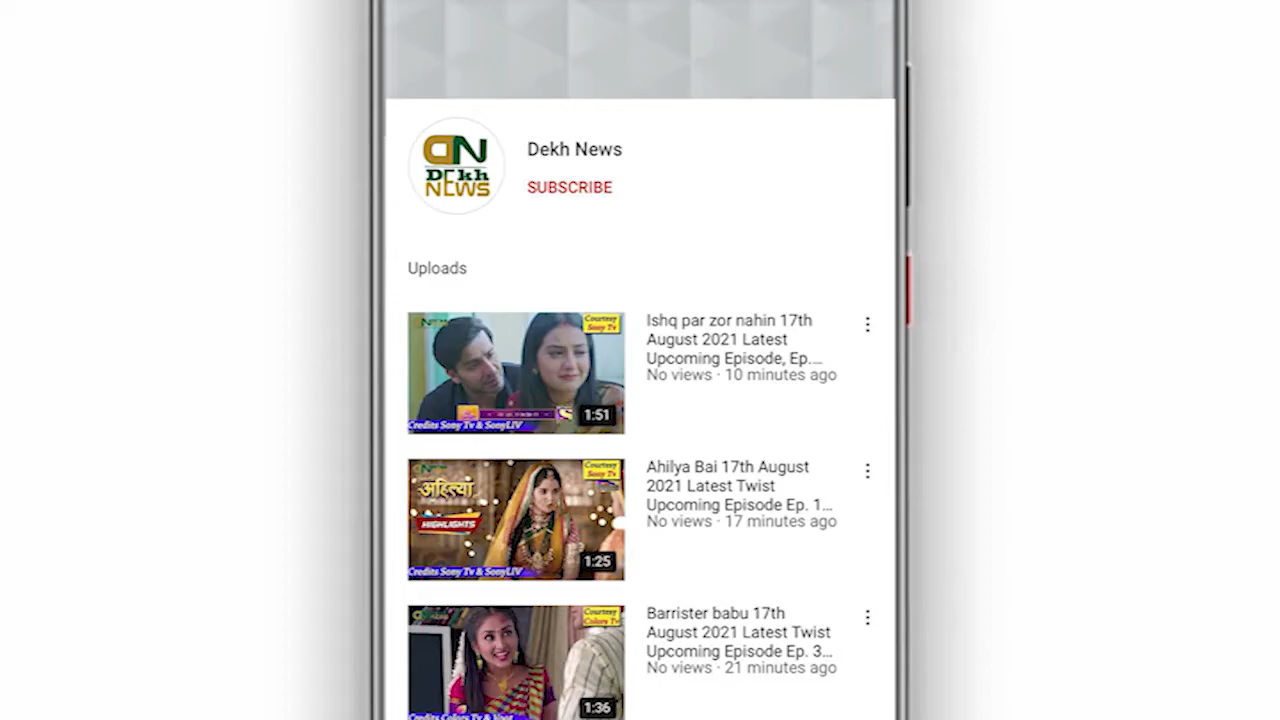 DN
Dekh
NEWS
Dekh News
SUBSCRIBE
Uploads
Courtesy
Sony Tv
1:51
Credits Sony Tv & SonyLIV
Ishq par zor nahin 17th
August 2021 Latest
Upcoming Episode, Ep....
No views · 10 minutes ago
अहिल्या
HIGHLIGHTS
Courtesy
Sony Tv
1:25
Credits Sony Tv & SonyLIV
Ahilya Bai 17th August
2021 Latest Twist
Upcoming Episode Ep. 1...
No views · 17 minutes ago
Courtesy
Colors Tv
1:36
Credits Colors Tv & Voot
Barrister babu 17th
August 2021 Latest Twist
Upcoming Episode Ep. 3...
No views · 21 minutes ago